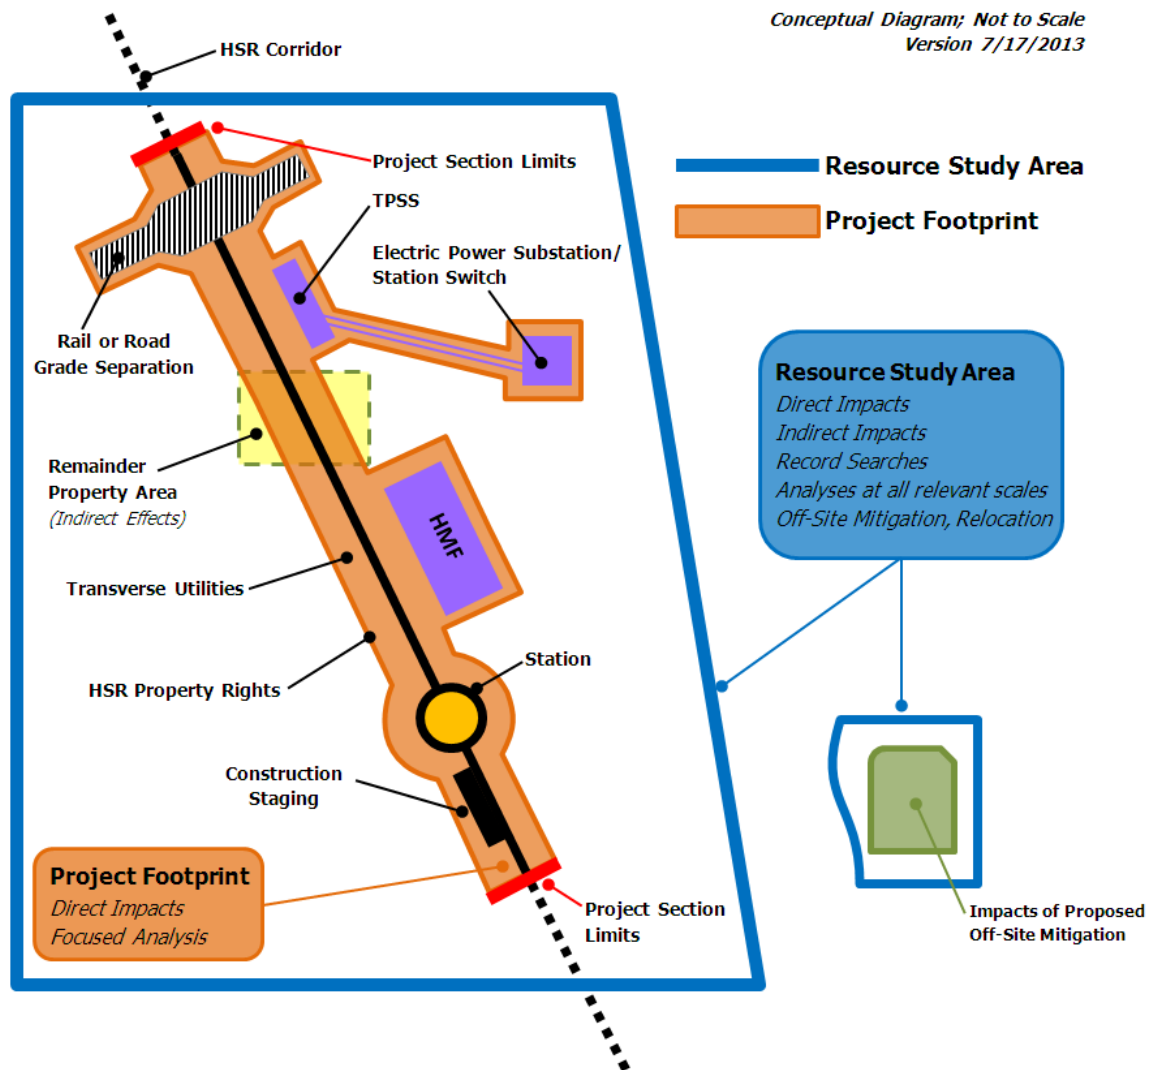 Conceptual Diagram; Not to Scale
Version 7/17/2013
HSR Corridor
Project Section Limits
TPSS
Electric Power Substation/
Station Switch
Resource Study Area
Project Footprint
Rail or Road
Grade Separation
Resource Study Area
Direct Impacts
Indirect Impacts
Record Searches
Analyses at all relevant scales
Off-Site Mitigation, Relocation
Remainder
Property Area
(Indirect Effects)
HMF
Transverse Utilities
HSR Property Rights
Station
Construction
Staging
Project Footprint
Direct Impacts
Focused Analysis
Project Section
Limits
Impacts of Proposed
Off-Site Mitigation